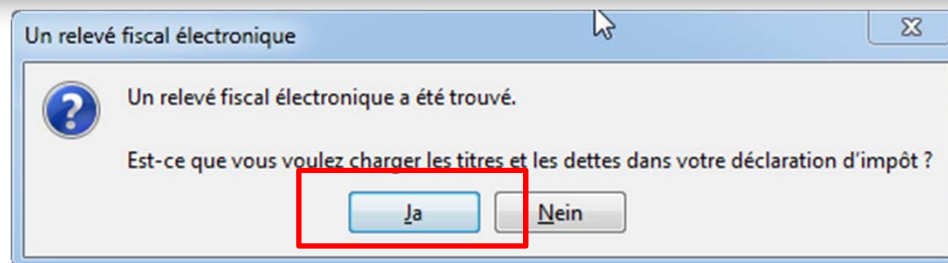 Un relevé fiscal électronique
Un relevé fiscal électronique a été trouvé.
Est-ce que vous voulez charger les titres et les dettes dans votre déclaration d'impôt ?
Ja Nein